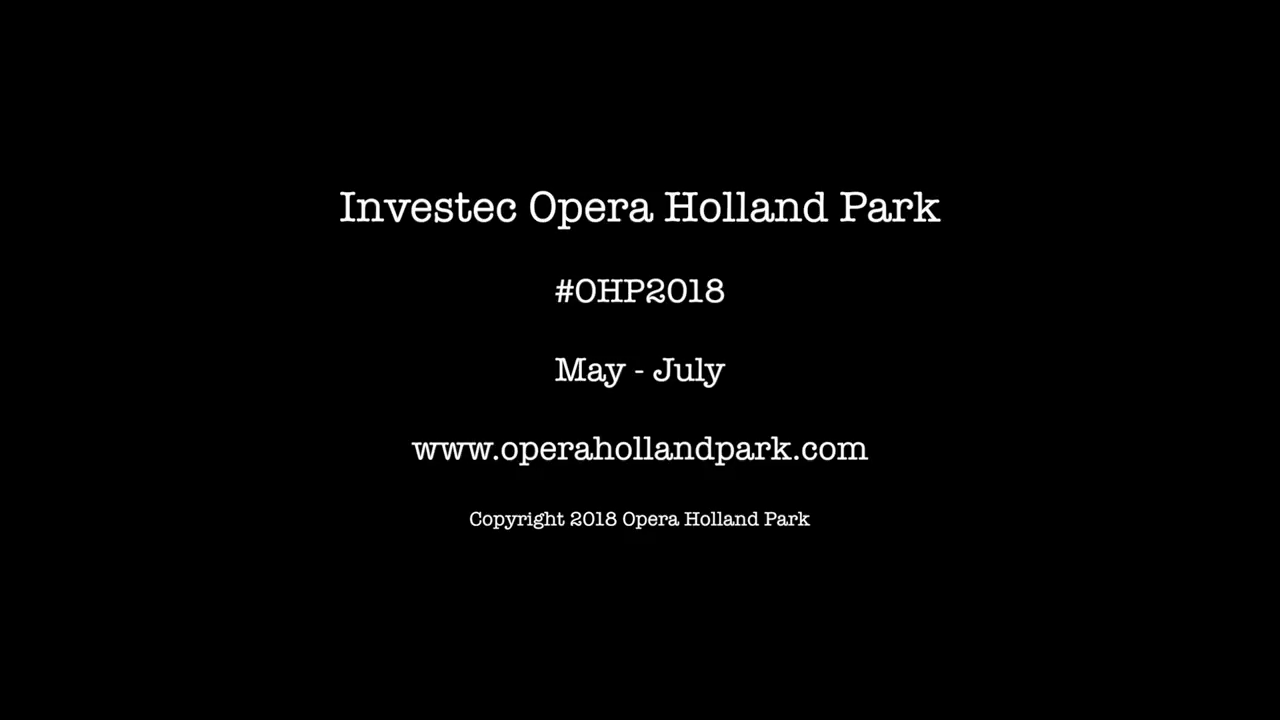 Investec Opera Holland Park
#OHP2018
May - July
www.operahollandpark.com
Copyright 2018 Opera Holland Park